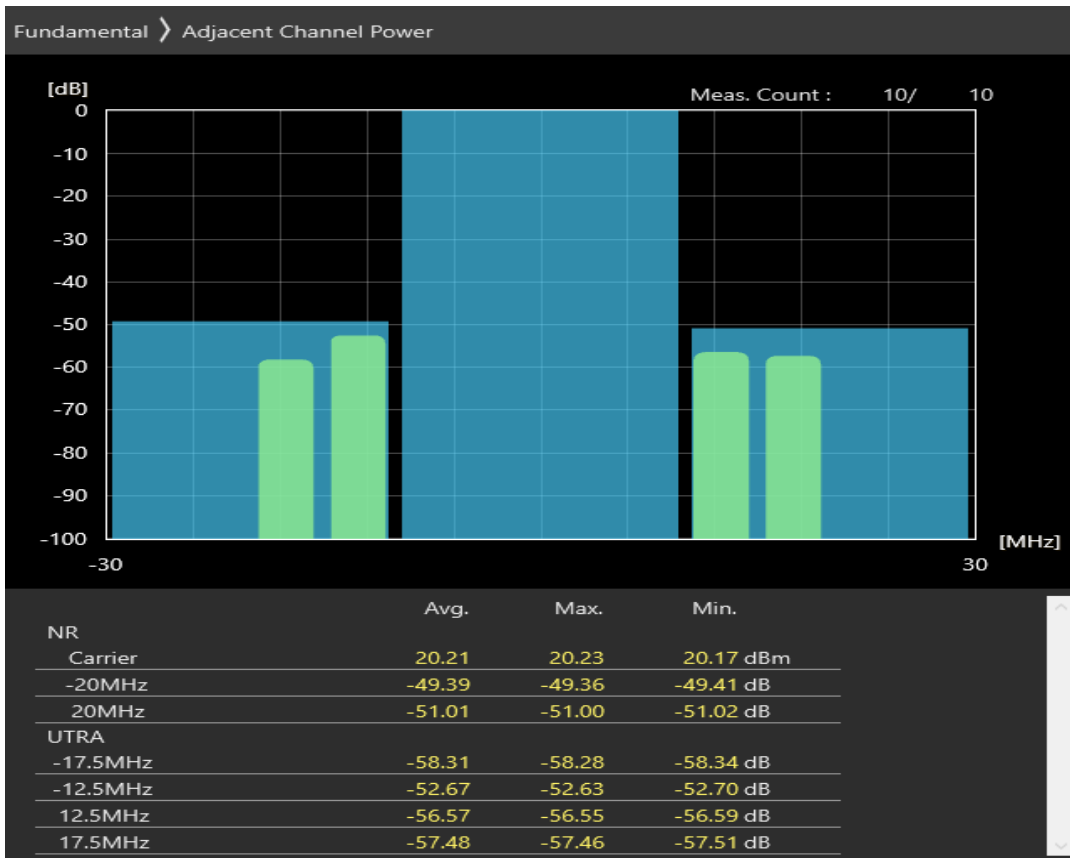 Fundamental 〉 Adjacent Channel Power
[dB]
Meas. Count : 10/ 10
0
-10
-20
-30
-40
-50
-60
-70
-80
-90
-100
[MHz]
-30 30
Avg. Max. Min.
NR
Carrier 20.21 20.23 20.17 dBm
-20MHz -49.39 -49.36 -49.41 dB
20MHz -51.01 -51.00 -51.02 dB
UTRA
-17.5MHz -58.31 -58.28 -58.34 dB
-12.5MHz -52.67 -52.63 -52.70 dB
12.5MHz -56.57 -56.55 -56.59 dB
17.5MHz -57.48 -57.46 -57.51 dB